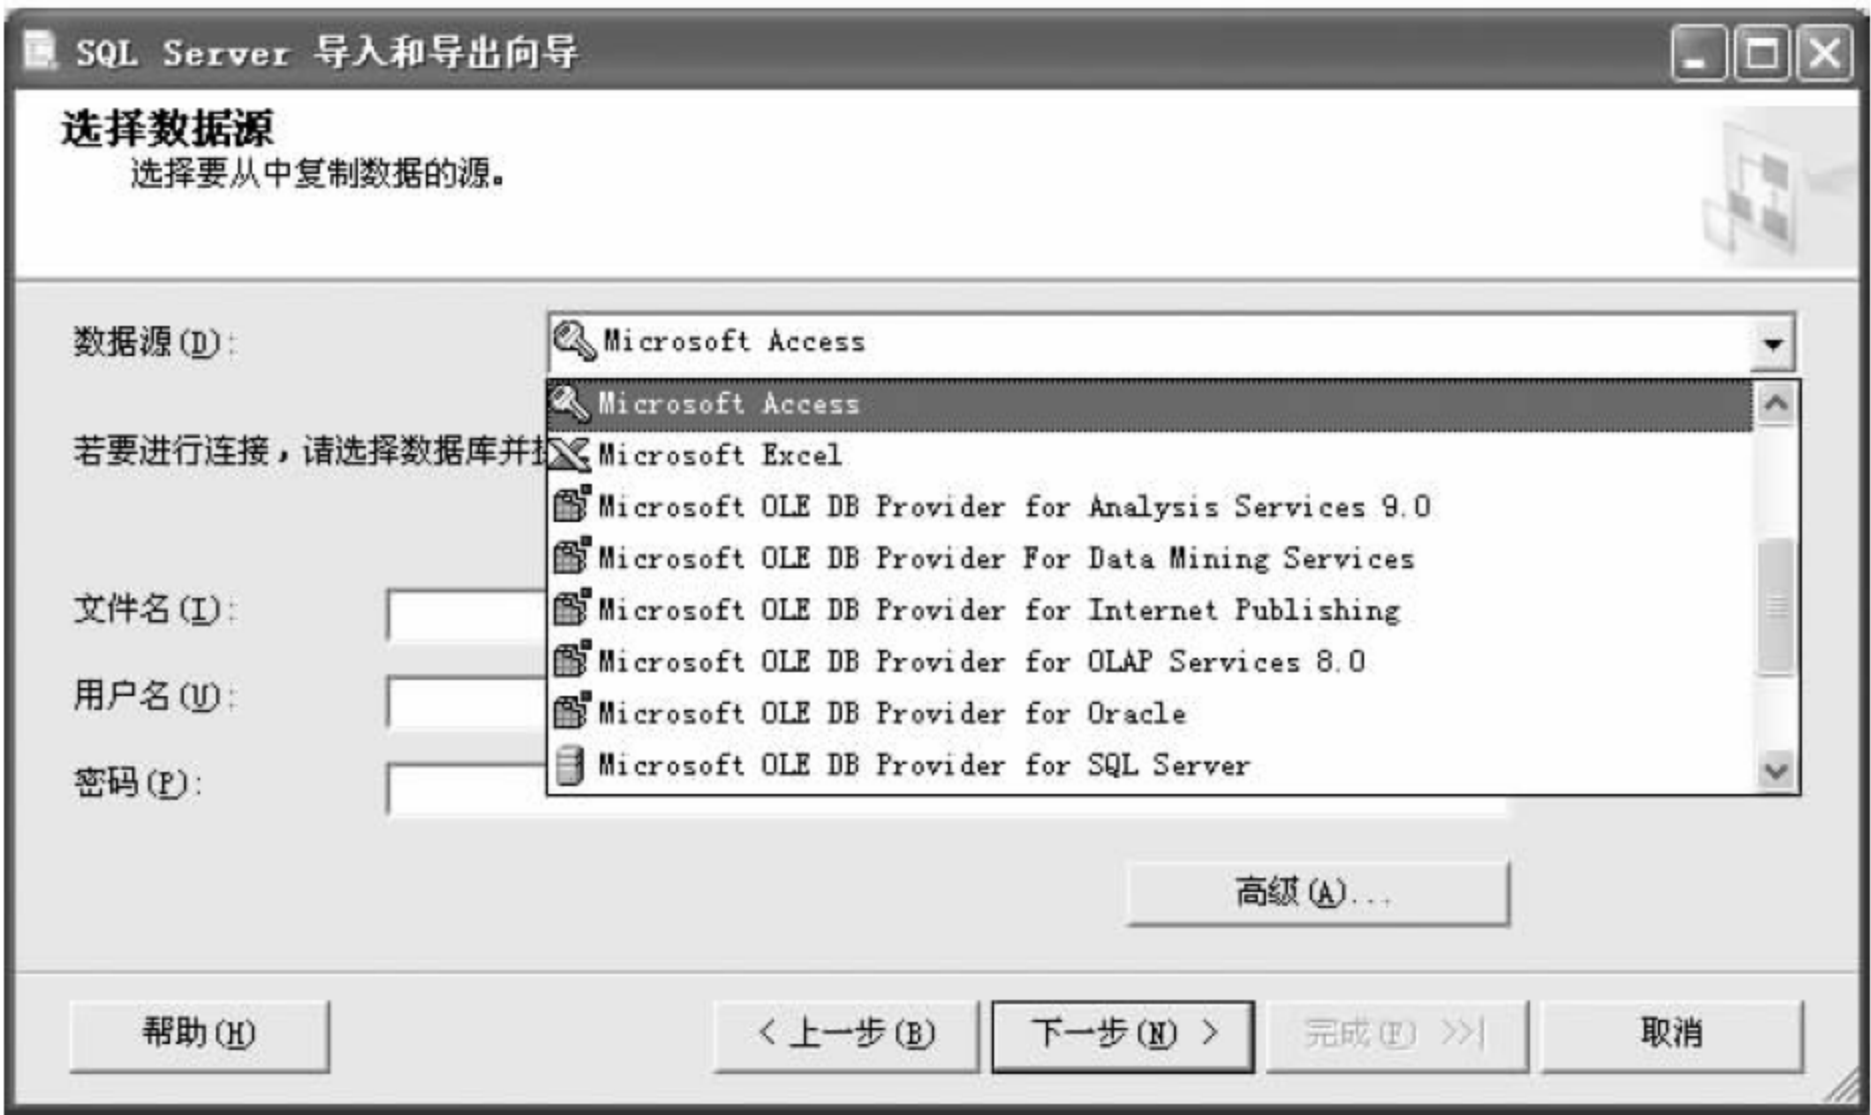 SQL Server 导入和导出向导
选择数据源
选择要从中复制数据的源。
数据源(D):
Microsoft Access
Microsoft Access
Microsoft Excel
Microsoft OLE DB Provider for Analysis Services 9.0
Microsoft OLE DB Provider For Data Mining Services
Microsoft OLE DB Provider for Internet Publishing
Microsoft OLE DB Provider for OLAP Services 8.0
Microsoft OLE DB Provider for Oracle
Microsoft OLE DB Provider for SQL Server
若要进行连接，请选择数据库并
文件名(I):
用户名(U):
密码(P):
高级(A)...
帮助(H)
< 上一步(B)
下一步(N) >
完成(F) >>|
取消